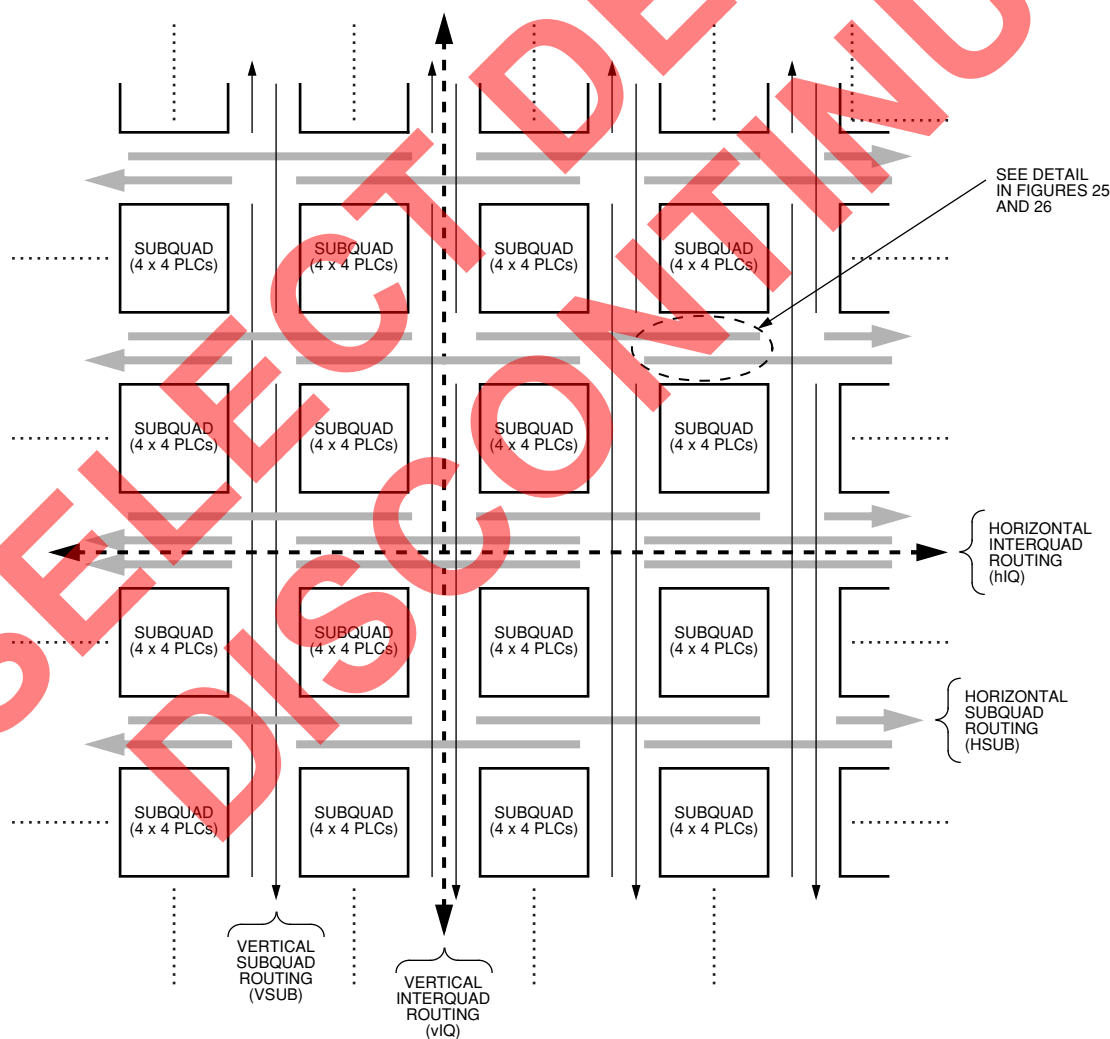 SELECT DE
DISCONTINU
SEE DETAIL
IN FIGURES 25
AND 26
SUBQUAD
(4 x 4 PLCs)
SUBQUAD
(4 x 4 PLCs)
SUBQUAD
(4 x 4 PLCs)
SUBQUAD
(4 x 4 PLCs)
SUBQUAD
(4 x 4 PLCs)
SUBQUAD
(4 x 4 PLCs)
SUBQUAD
(4 x 4 PLCs)
SUBQUAD
(4 x 4 PLCs)
HORIZONTAL
INTERQUAD
ROUTING
(hIQ)
SUBQUAD
(4 x 4 PLCs)
SUBQUAD
(4 x 4 PLCs)
SUBQUAD
(4 x 4 PLCs)
SUBQUAD
(4 x 4 PLCs)
HORIZONTAL
SUBQUAD
ROUTING
(HSUB)
SUBQUAD
(4 x 4 PLCs)
SUBQUAD
(4 x 4 PLCs)
SUBQUAD
(4 x 4 PLCs)
SUBQUAD
(4 x 4 PLCs)
VERTICAL
SUBQUAD
ROUTING
(VSUB)
VERTICAL
INTERQUAD
ROUTING
(vIQ)